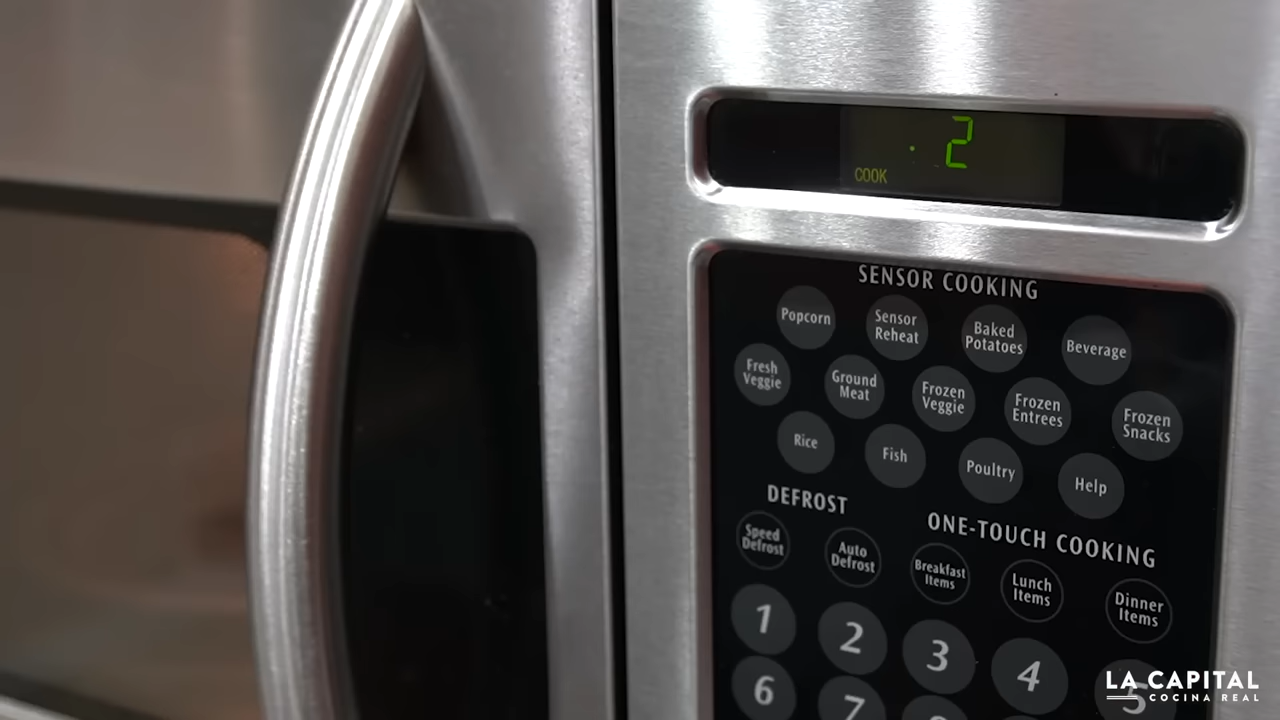 2
COOK
SENSOR COOKING
Popcorn
Sensor
Reheat
Baked
Potatoes
Beverage
Fresh
Veggie
Ground
Meat
Frozen
Veggie
Frozen
Entrees
Frozen
Snacks
Rice
Fish
Poultry
Help
DEFROST
ONE-TOUCH COOKING
Speed
Defrost
Auto
Defrost
Breakfast
Items
Lunch
Items
Dinner
Items
1
2
3
4
5
6
7
LA CAPITAL
COCINA REAL